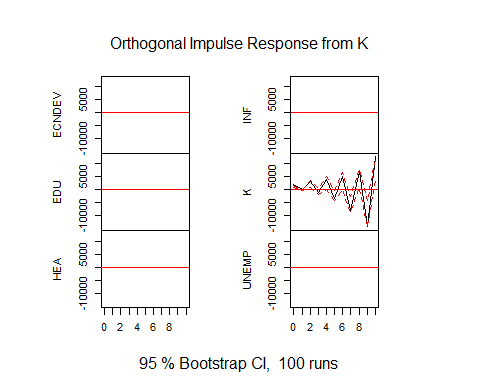 Orthogonal Impulse Response from K
ECNDEV
-10000 5000
EDU
-10000 5000
HEA
-10000 5000
0 2 4 6 8
INF
-10000 5000
K
-10000 5000
UNEMP
-10000 5000
0 2 4 6 8
95 % Bootstrap CI, 100 runs